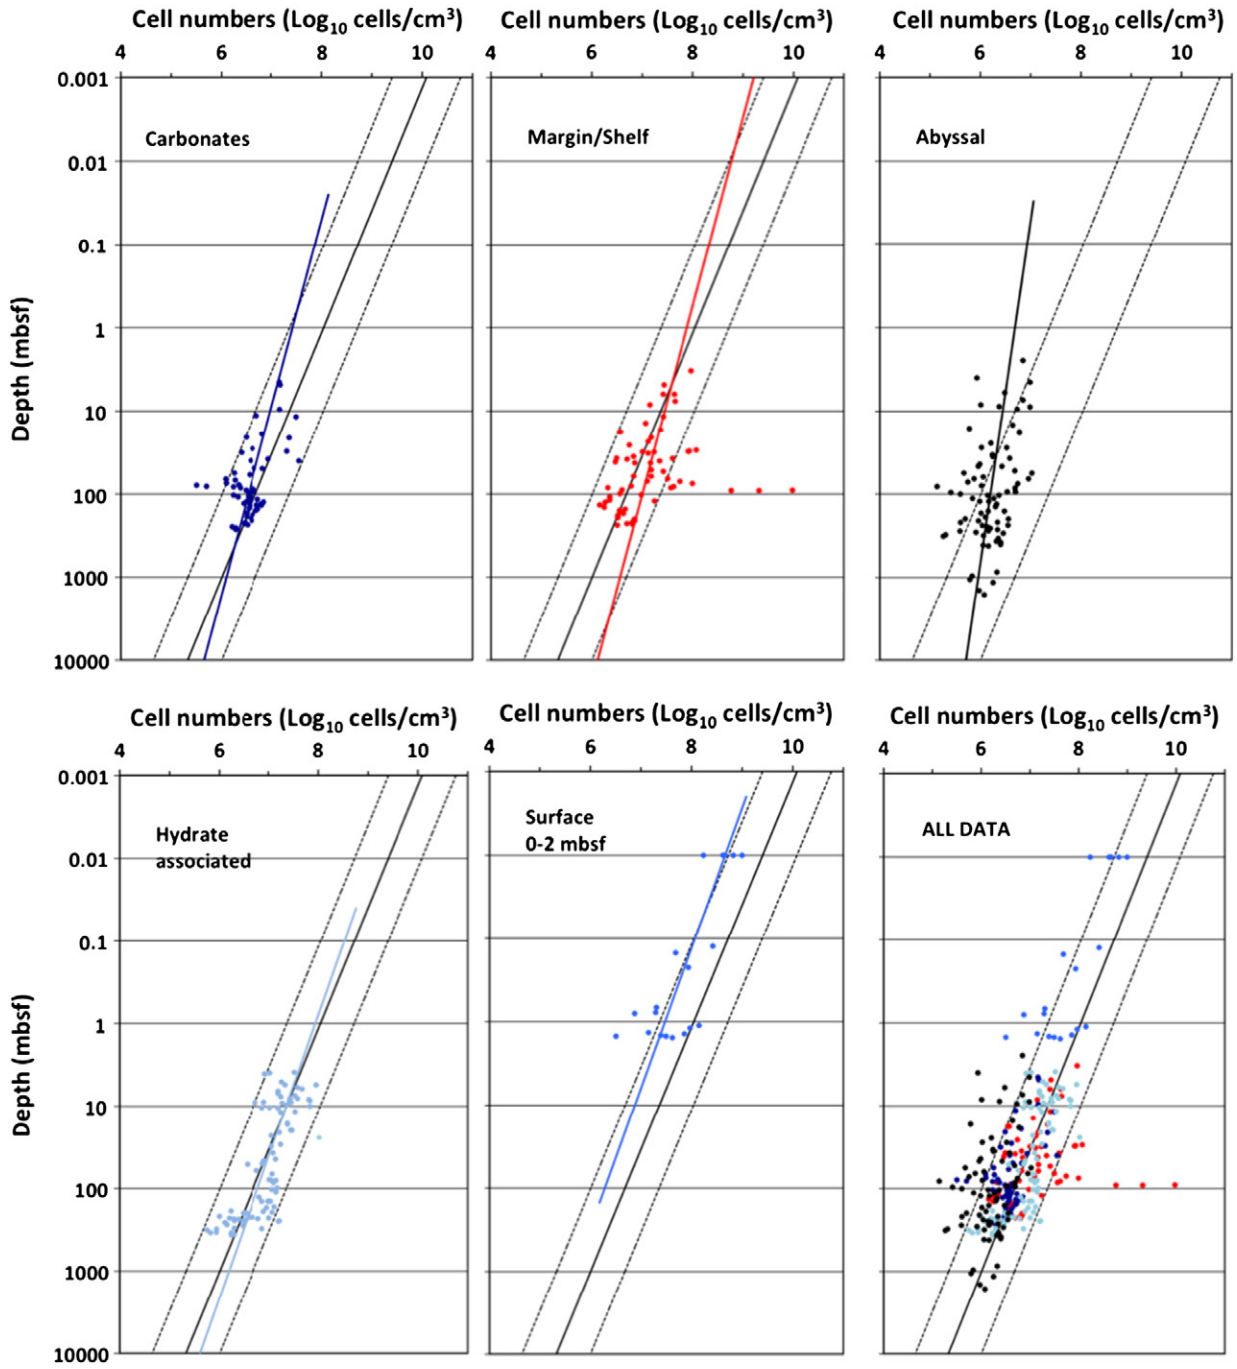 Cell numbers (Log10 cells/cm3)
Cell numbers (Log10 cells/cm3)
Cell numbers (Log10 cells/cm3)
4 6 8 10
4 6 8 10
4 6 8 10
Depth (mbsf)
0.001
0.01
0.1
1
10
100
1000
10000
Carbonates
Margin/Shelf
Abyssal
Cell numbers (Log10 cells/cm3)
Cell numbers (Log10 cells/cm3)
Cell numbers (Log10 cells/cm3)
4 6 8 10
4 6 8 10
4 6 8 10
Depth (mbsf)
0.001
0.01
0.1
1
10
100
1000
10000
Hydrate
associated
Surface
0-2 mbsf
ALL DATA